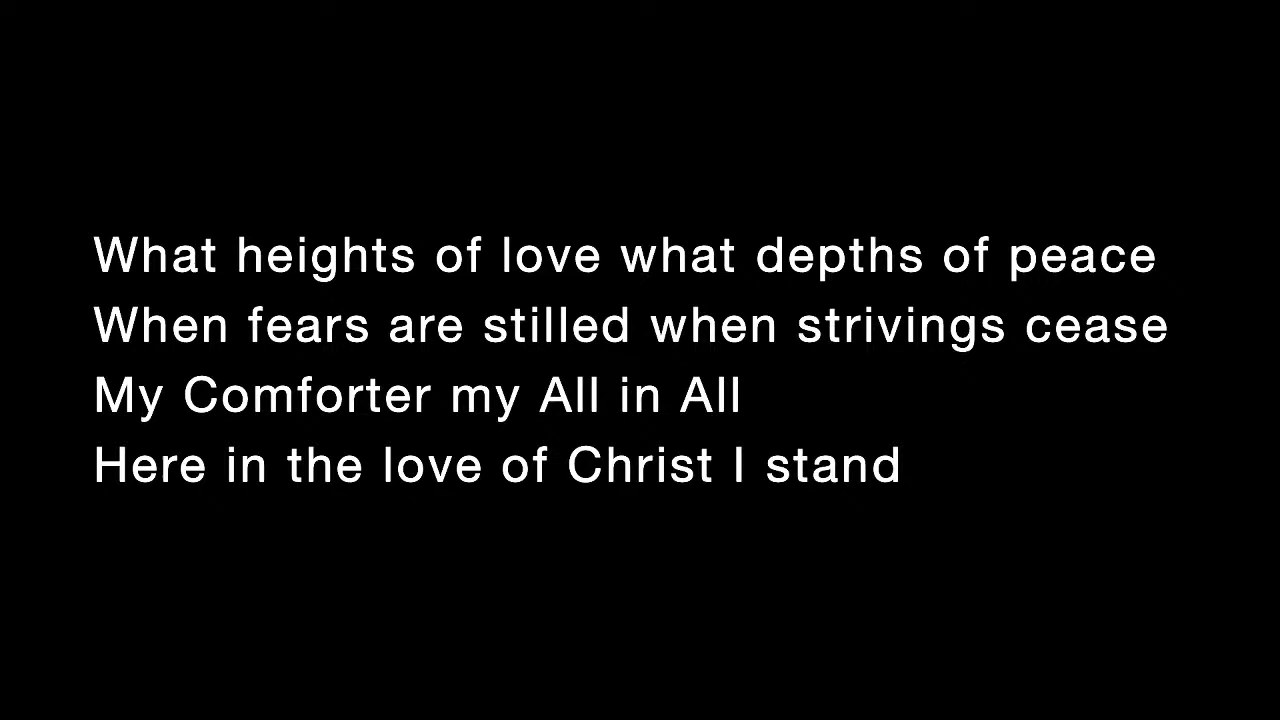 What heights of love what depths of peace
When fears are stilled when strivings cease
My Comforter my All in All
Here in the love of Christ I stand